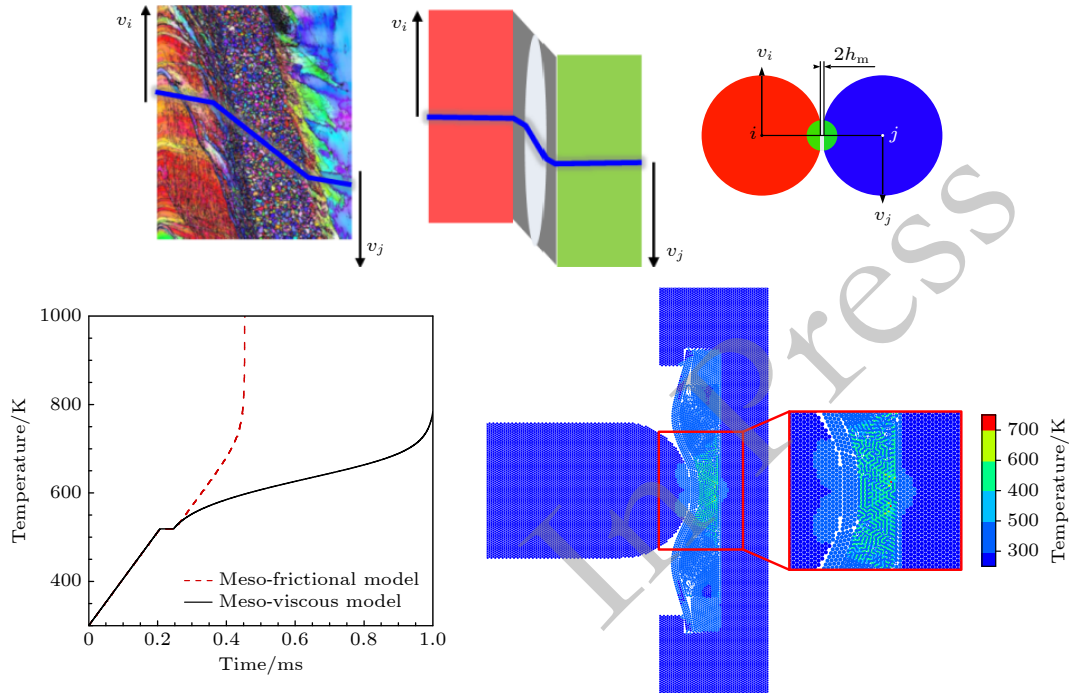 v_i
v_j
v_i
v_j
v_i
2h_m
i
j
v_j
Temperature/K
1000
800
600
400
0
0.2
0.4
0.6
0.8
1.0
Time/ms
Meso-frictional model
Meso-viscous model
700
600
400
500
300
Temperature/K
In Press